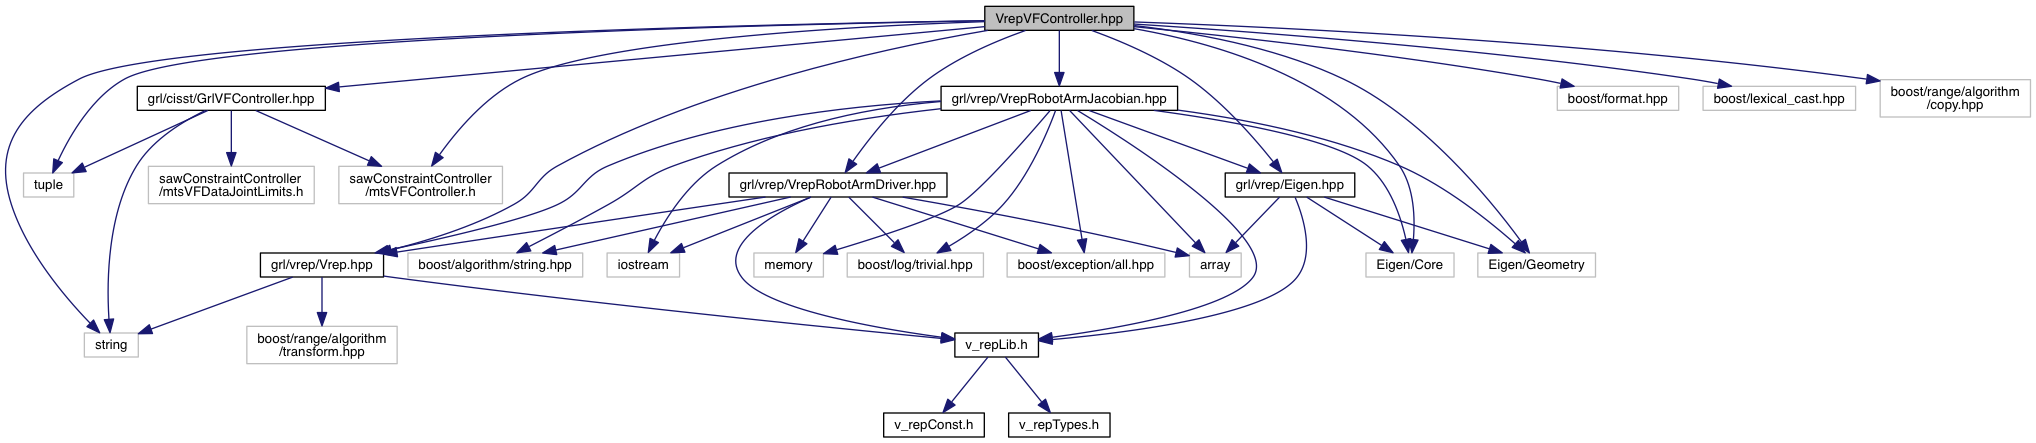 VrepVFController.hpp
grl/cisst/GrlVFController.hpp
grl/vrep/VrepRobotArmJacobian.hpp
boost/format.hpp
boost/lexical_cast.hpp
boost/range/algorithm
/copy.hpp
tuple
sawConstraintController
/mtsVFDataJointLimits.h
sawConstraintController
/mtsVFController.h
grl/vrep/VrepRobotArmDriver.hpp
grl/vrep/Eigen.hpp
grl/vrep/Vrep.hpp
boost/algorithm/string.hpp
iostream
memory
boost/log/trivial.hpp
boost/exception/all.hpp
array
Eigen/Core
Eigen/Geometry
string
boost/range/algorithm
/transform.hpp
v_repLib.h
v_repConst.h
v_repTypes.h